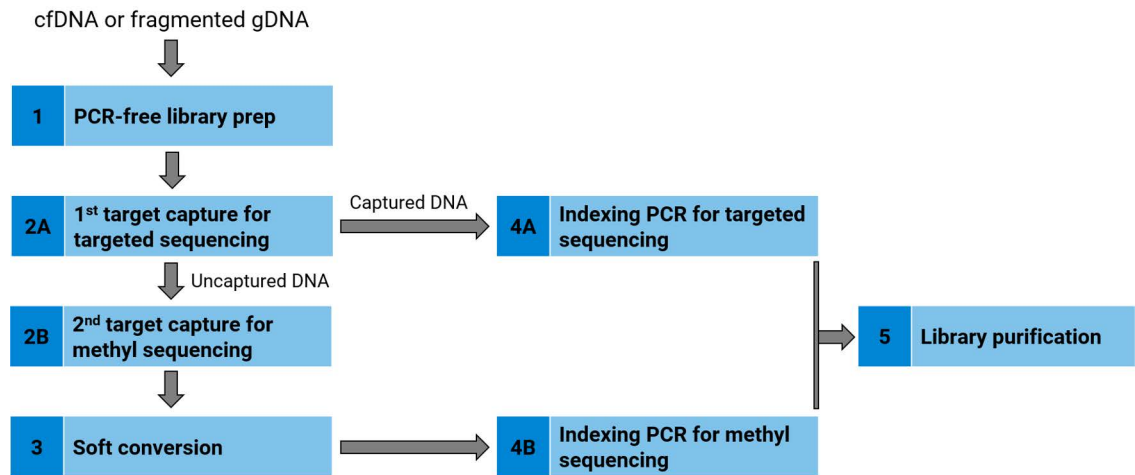 cfDNA or fragmented gDNA
1
PCR-free library prep
2A
1st target capture for
targeted sequencing
Captured DNA
4A
Indexing PCR for targeted
sequencing
Uncaptured DNA
2B
2nd target capture for
methyl sequencing
5
Library purification
3
Soft conversion
4B
Indexing PCR for methyl
sequencing